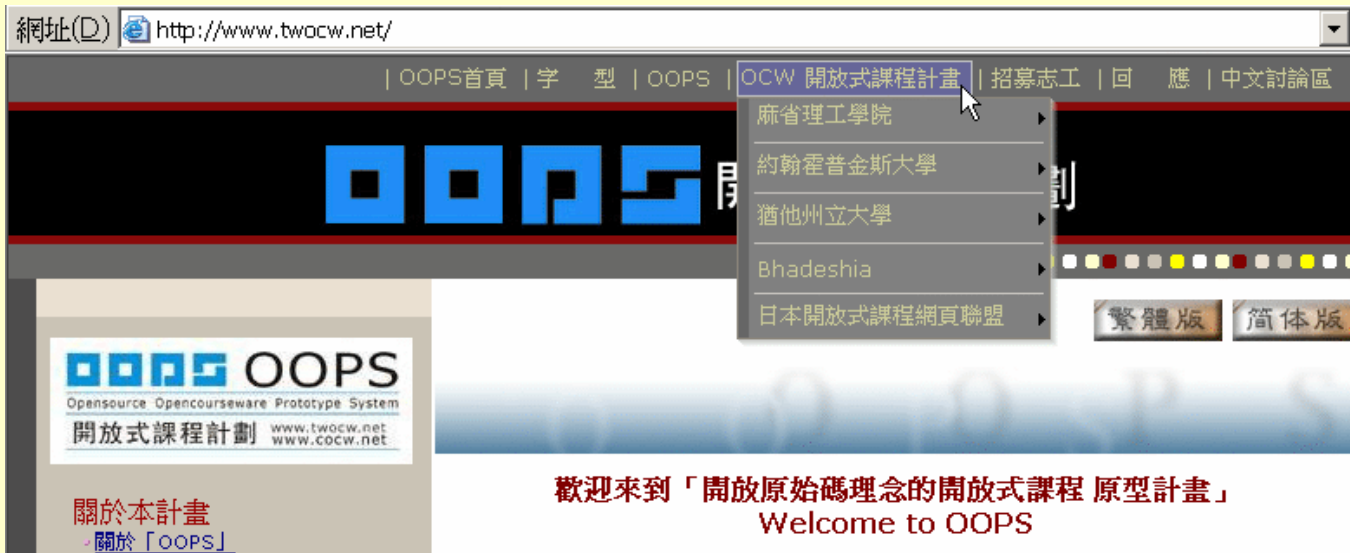 網址(D) http://www.twocw.net/
|OOPS首頁 |字 型 |OOPS |OCW 開放式課程計畫 |招募志工 |回 應 |中文討論區
麻省理工學院
約翰霍普金斯大學
猶他州立大學
Bhadeshia
日本開放式課程網頁聯盟
oops 開 劃
繁體版 简体版
oops OOPS
Opensource Opencourseware Prototype System
開放式課程計劃 www.twocw.net
www.cocw.net
O O P S
歡迎來到「開放原始碼理念的開放式課程 原型計畫」
Welcome to OOPS
關於本計畫
關於「OOPS」